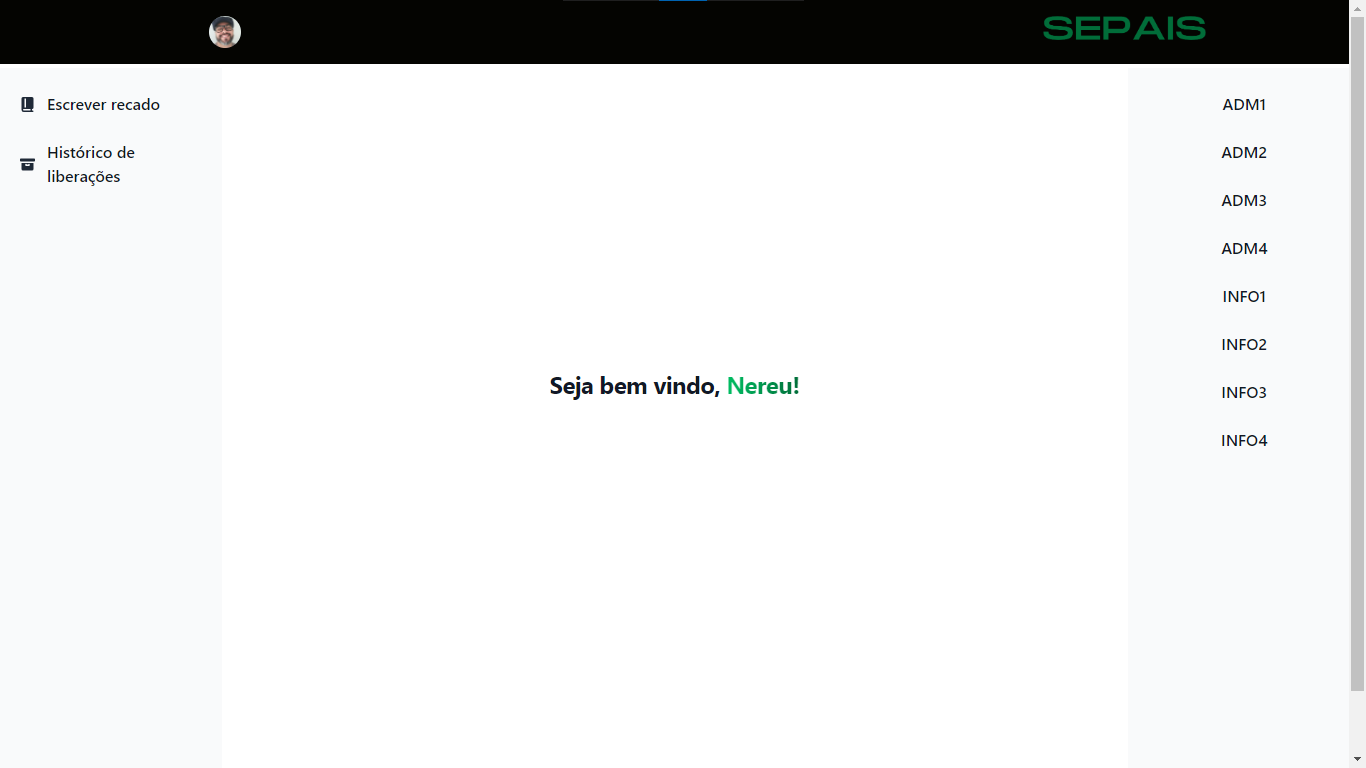 SEPAIS
Escrever recado
Histórico de
liberações
Seja bem vindo, Nereu!
ADM1
ADM2
ADM3
ADM4
INFO1
INFO2
INFO3
INFO4